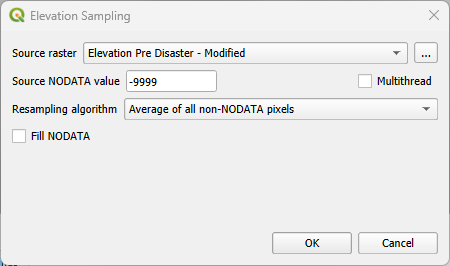 Elevation Sampling
Source raster Elevation Pre Disaster - Modified ...
Source NODATA value -9999 Multithread
Resampling algorithm Average of all non-NODATA pixels
Fill NODATA
OK Cancel